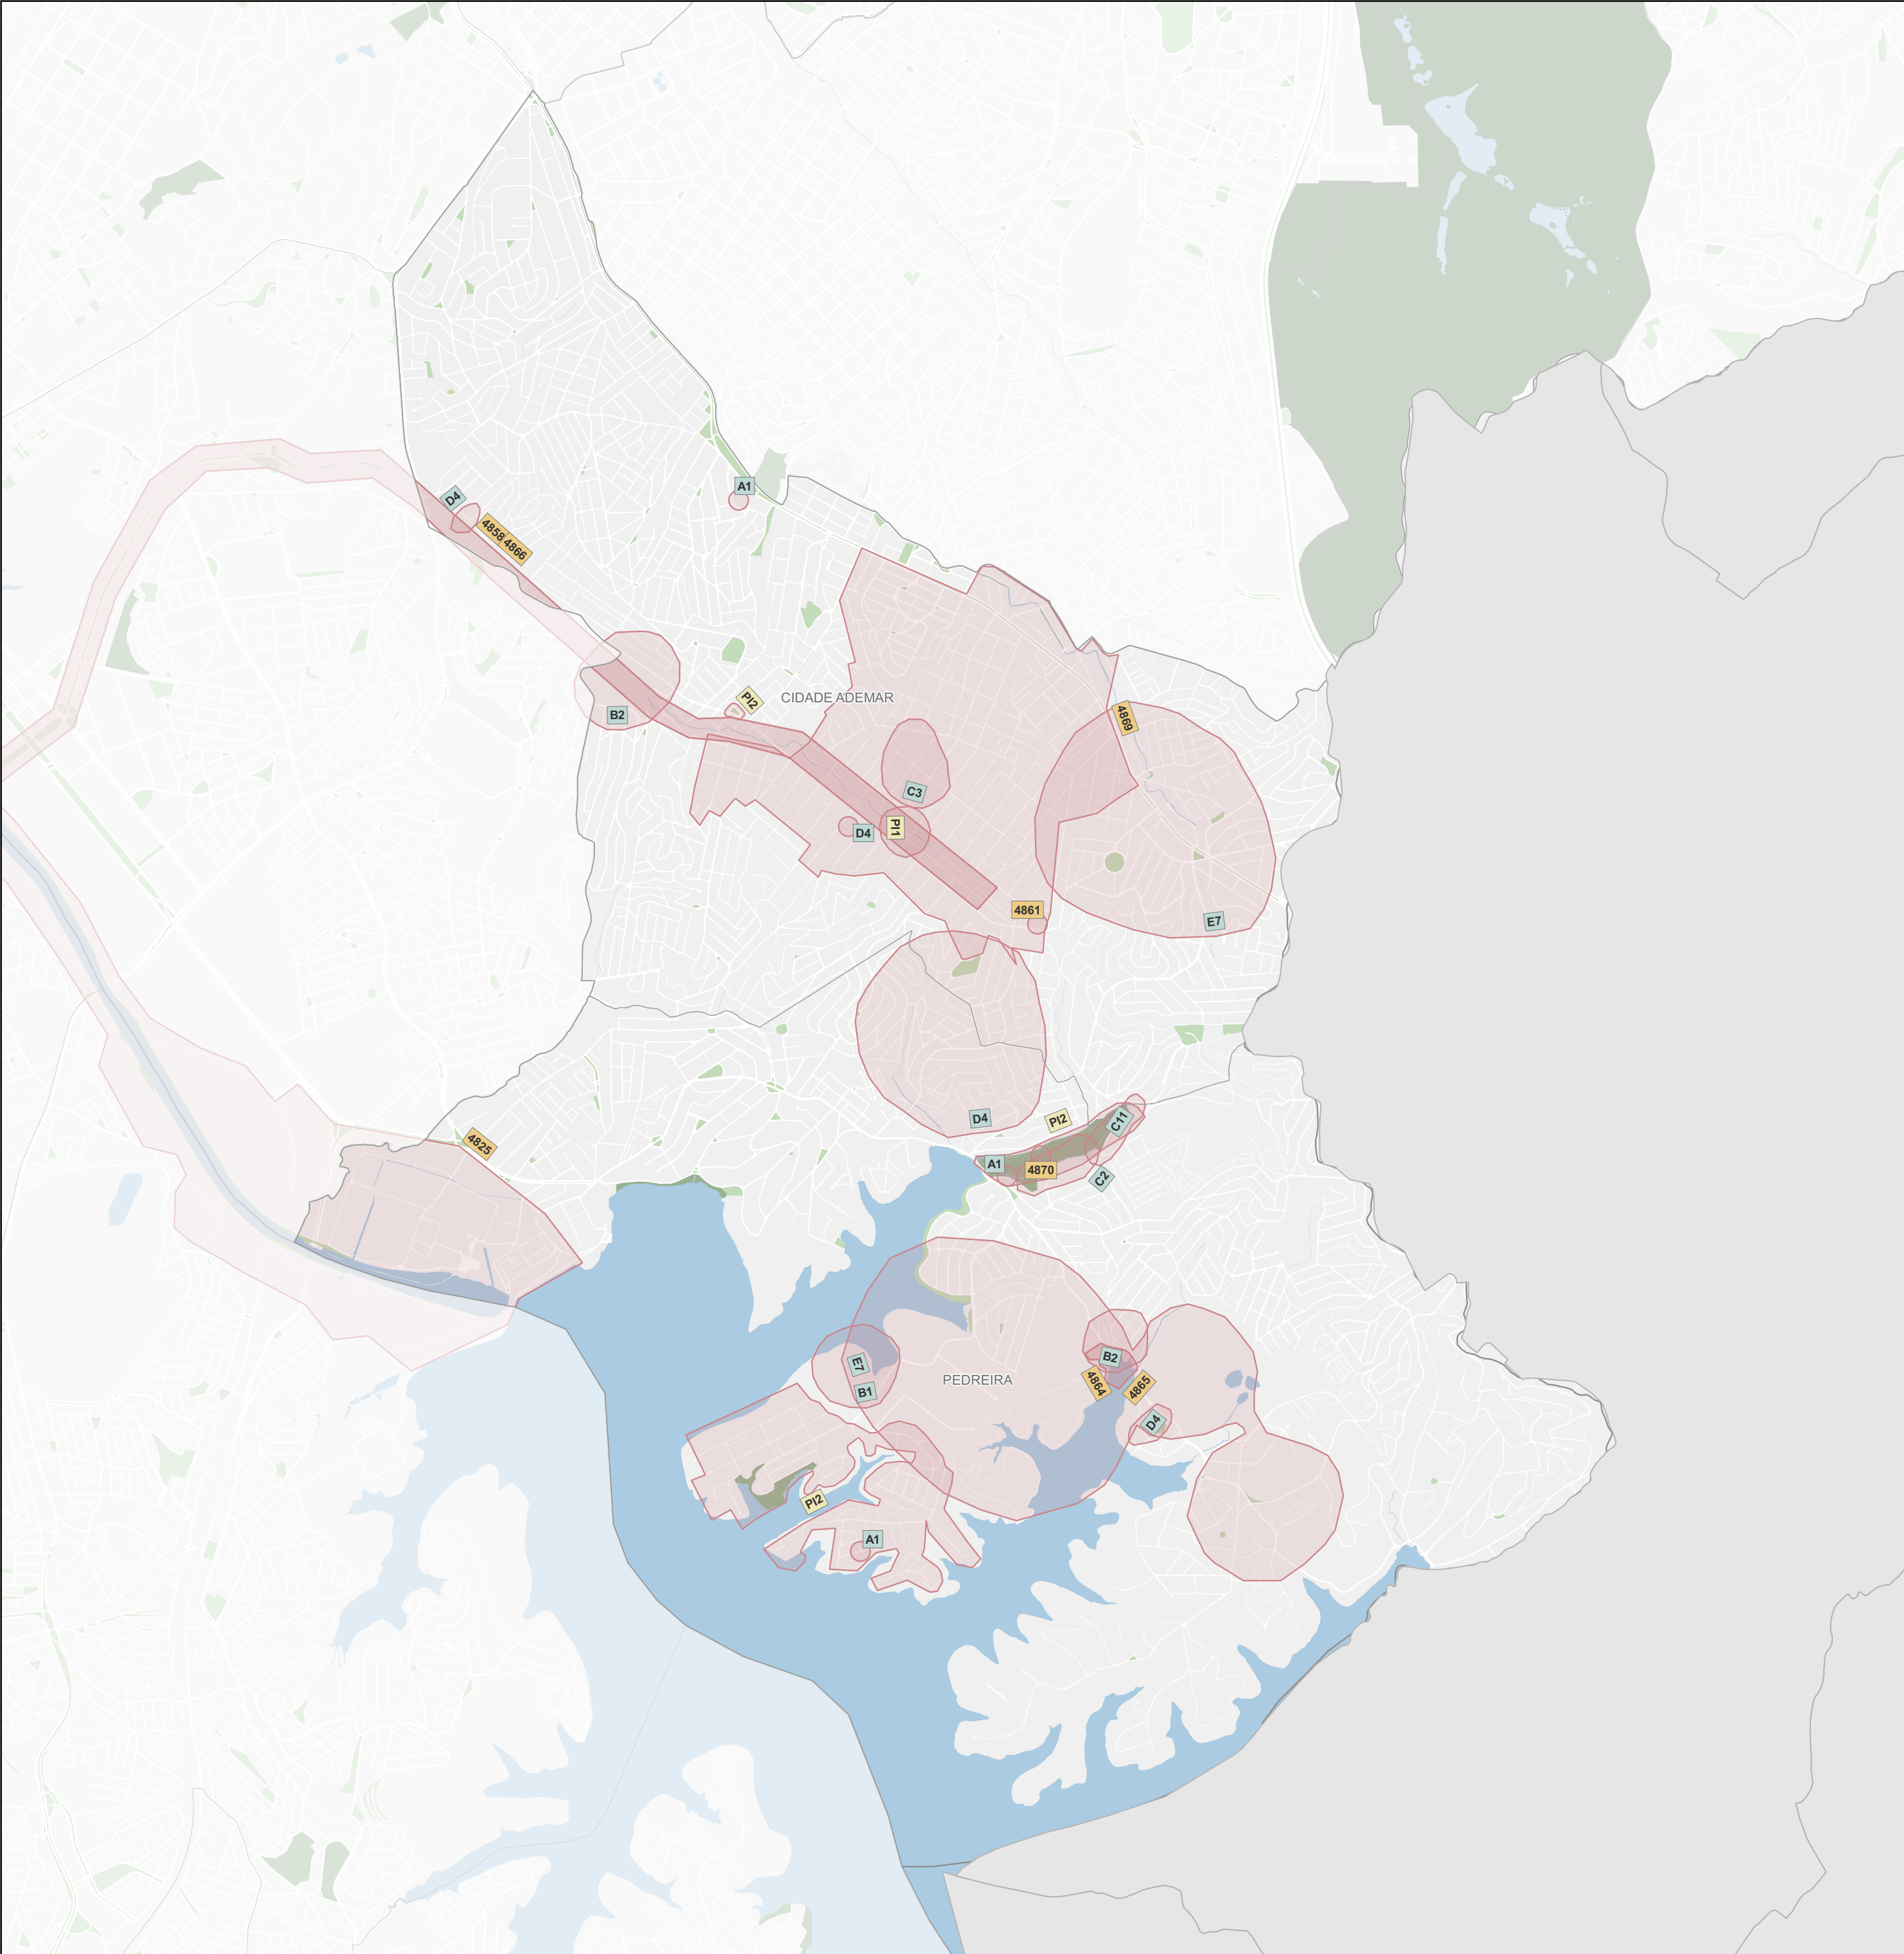 A1
D4
4858 4866
PI2
CIDADE ADEMAR
B2
4869
C3
PI1
D4
4861
E7
D4
PI2
C11
4825
A1
4870
C2
B2
E7
B1
PEDREIRA
4864
4865
D4
PI2
A1